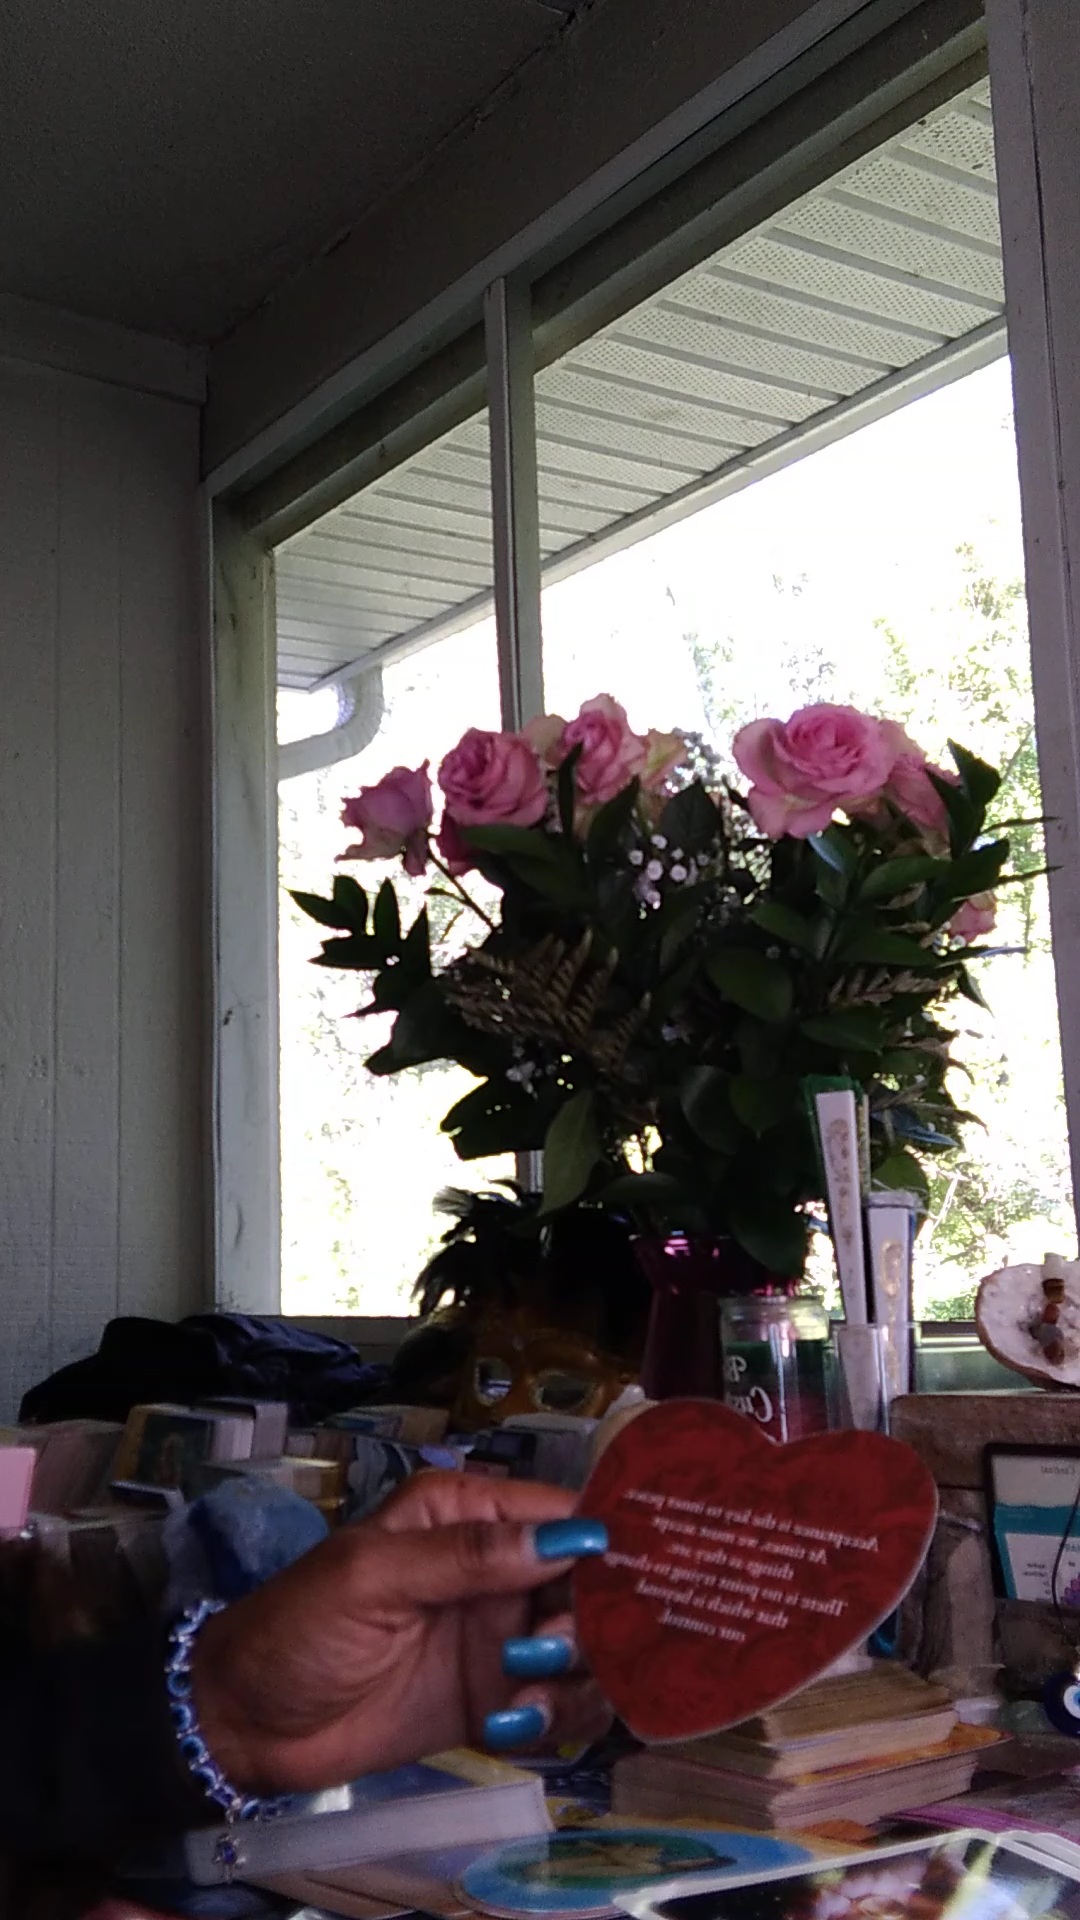 Acceptance is the key to inner peace.
At times, we must accept
things as they are.
There is no point trying to change
that which is beyond
our control.